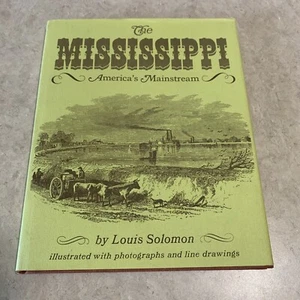 The
MISSISSIPPI
America's Mainstream
by Louis Solomon
illustrated with photographs and line drawings